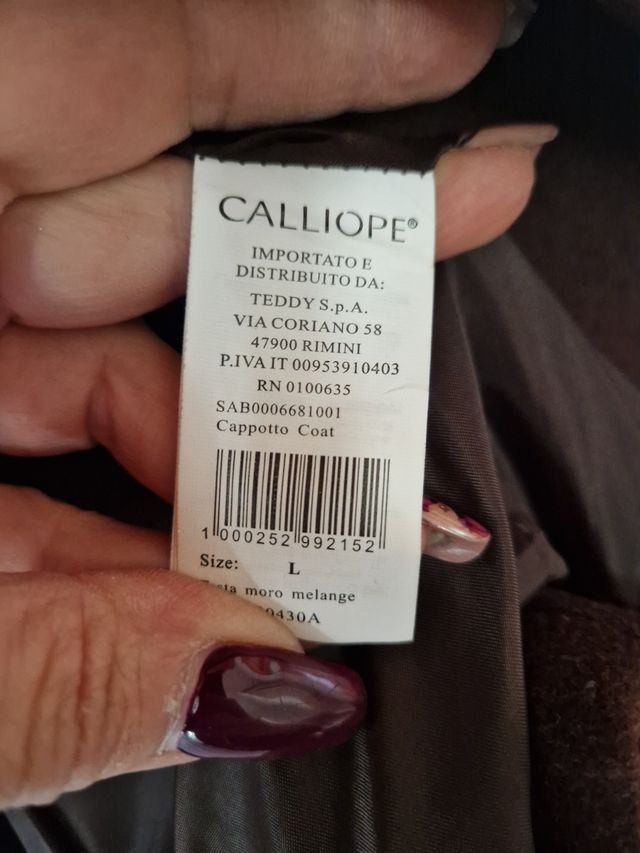 CALLIOPE®
IMPORTATO E
DISTRIBUITO DA:
TEDDY S.p.A.
VIA CORIANO 58
47900 RIMINI
P.IVA IT 00953910403
RN 0100635
SAB0006681001
Cappotto Coat
1 000252 992152
Size: L
moro melange
0430A